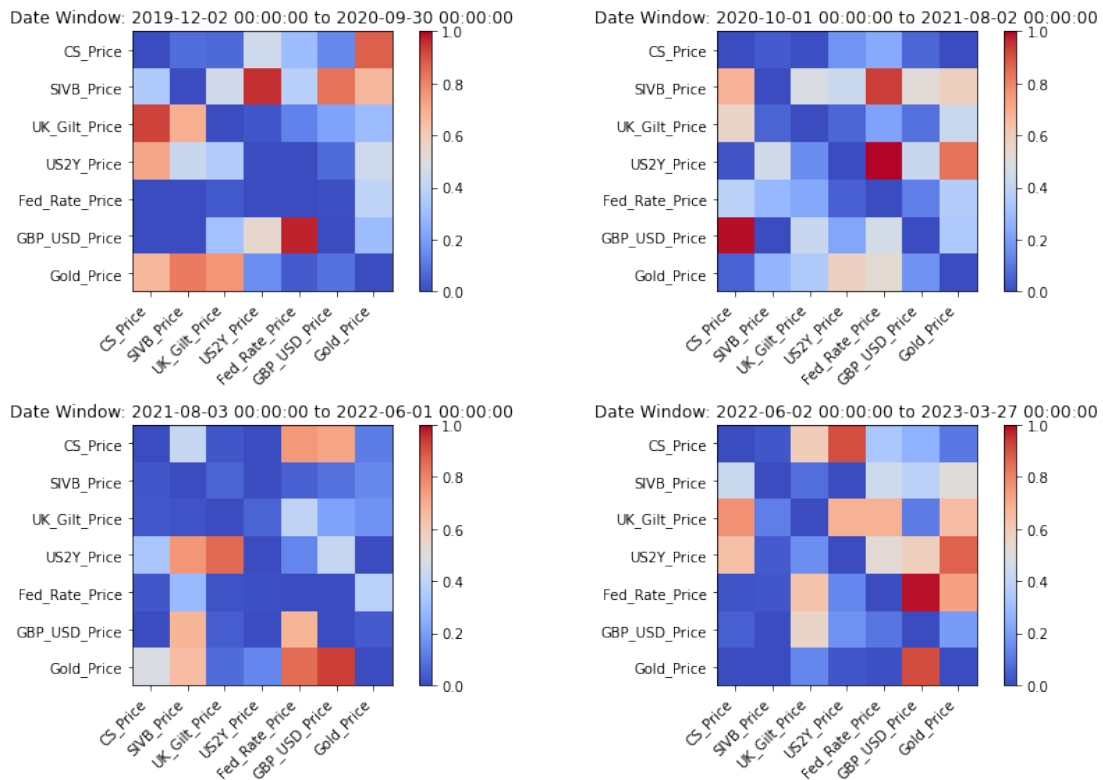 Date Window: 2019-12-02 00:00:00 to 2020-09-30 00:00:00
CS_Price
SIVB_Price
UK_Gilt_Price
US2Y_Price
Fed_Rate_Price
GBP_USD_Price
Gold_Price
1.0
0.8
0.6
0.4
0.2
0.0
CS_Price
SIVB_Price
UK_Gilt_Price
US2Y_Price
Fed_Rate_Price
GBP_USD_Price
Gold_Price
Date Window: 2020-10-01 00:00:00 to 2021-08-02 00:00:00
CS_Price
SIVB_Price
UK_Gilt_Price
US2Y_Price
Fed_Rate_Price
GBP_USD_Price
Gold_Price
1.0
0.8
0.6
0.4
0.2
0.0
CS_Price
SIVB_Price
UK_Gilt_Price
US2Y_Price
Fed_Rate_Price
GBP_USD_Price
Gold_Price
Date Window: 2021-08-03 00:00:00 to 2022-06-01 00:00:00
CS_Price
SIVB_Price
UK_Gilt_Price
US2Y_Price
Fed_Rate_Price
GBP_USD_Price
Gold_Price
1.0
0.8
0.6
0.4
0.2
0.0
CS_Price
SIVB_Price
UK_Gilt_Price
US2Y_Price
Fed_Rate_Price
GBP_USD_Price
Gold_Price
Date Window: 2022-06-02 00:00:00 to 2023-03-27 00:00:00
CS_Price
SIVB_Price
UK_Gilt_Price
US2Y_Price
Fed_Rate_Price
GBP_USD_Price
Gold_Price
1.0
0.8
0.6
0.4
0.2
0.0
CS_Price
SIVB_Price
UK_Gilt_Price
US2Y_Price
Fed_Rate_Price
GBP_USD_Price
Gold_Price